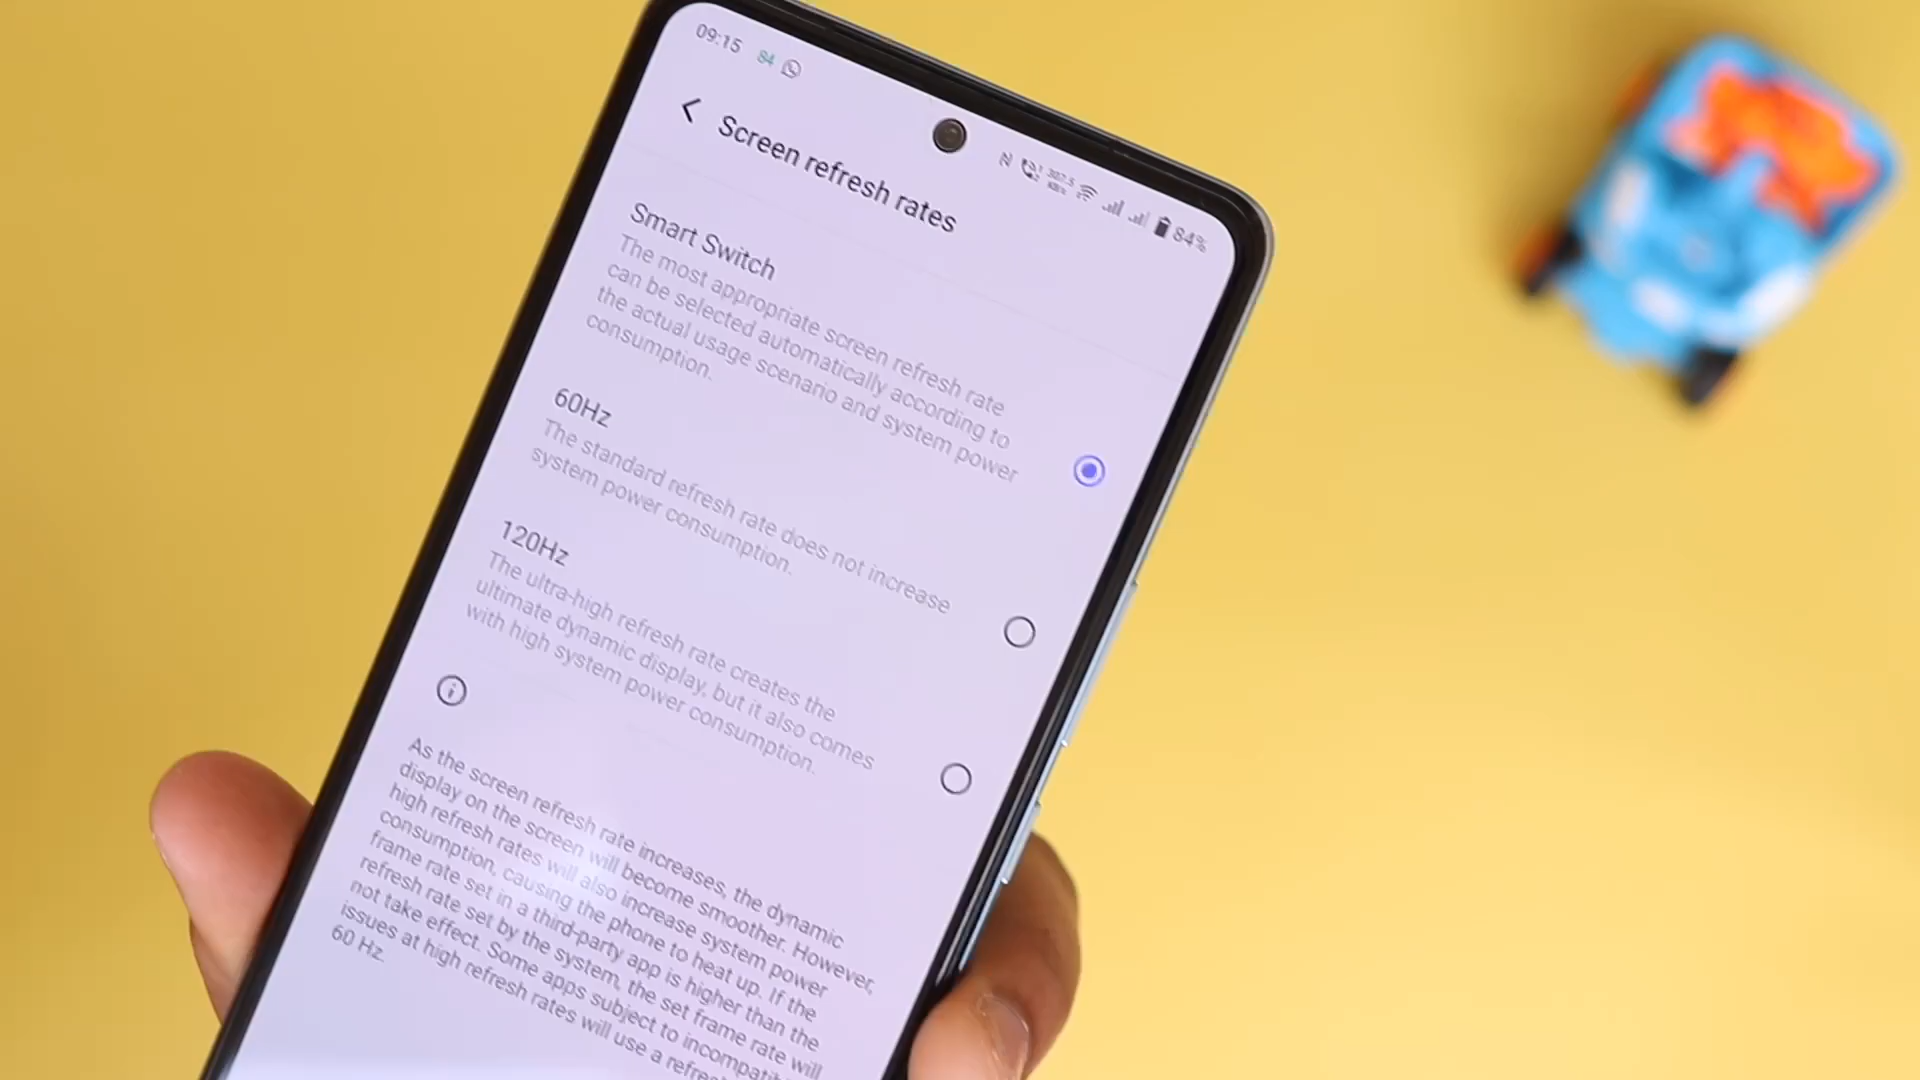 09:15 84
307.5
KB/s
84%
Screen refresh rates
Smart Switch
The most appropriate screen refresh rate
can be selected automatically according to
the actual usage scenario and system power
consumption.
60Hz
The standard refresh rate does not increase
system power consumption.
120Hz
The ultra-high refresh rate creates the
ultimate dynamic display, but it also comes
with high system power consumption.
As the screen refresh rate increases, the dynamic
display on the screen will become smoother. However,
high refresh rates will also increase system power
consumption, causing the phone to heat up. If the
frame rate set in a third-party app is higher than the
refresh rate set by the system, the set frame rate will
not take effect. Some apps subject to
issues at high refresh rates will use a
60 Hz.